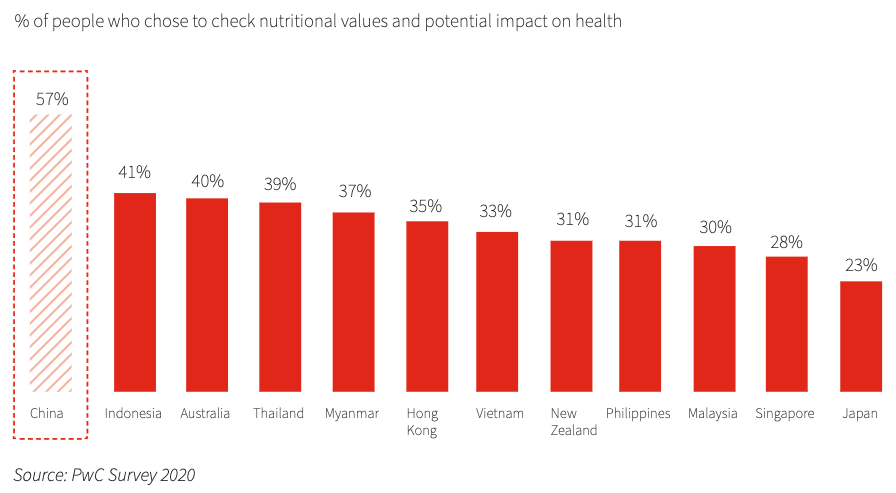 % of people who chose to check nutritional values and potential impact on health
57%
41%
40%
39%
37%
35%
33%
31%
31%
30%
28%
23%
China
Indonesia
Australia
Thailand
Myanmar
Hong
Kong
Vietnam
New
Zealand
Philippines
Malaysia
Singapore
Japan
Source: PwC Survey 2020